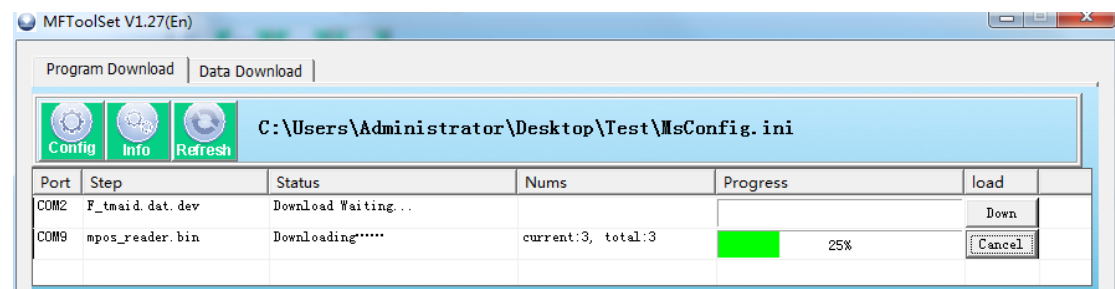 MFToolSet V1.27(En)
Program Download Data Download
Config Info Refresh C:\Users\Administrator\Desktop\Test\MsConfig.ini
Port Step Status Nums Progress load
COM2 F_tmaid.dat.dev Download Waiting... Down
COM9 mpos_reader.bin Downloading⋯⋯ current:3, total:3 25% Cancel